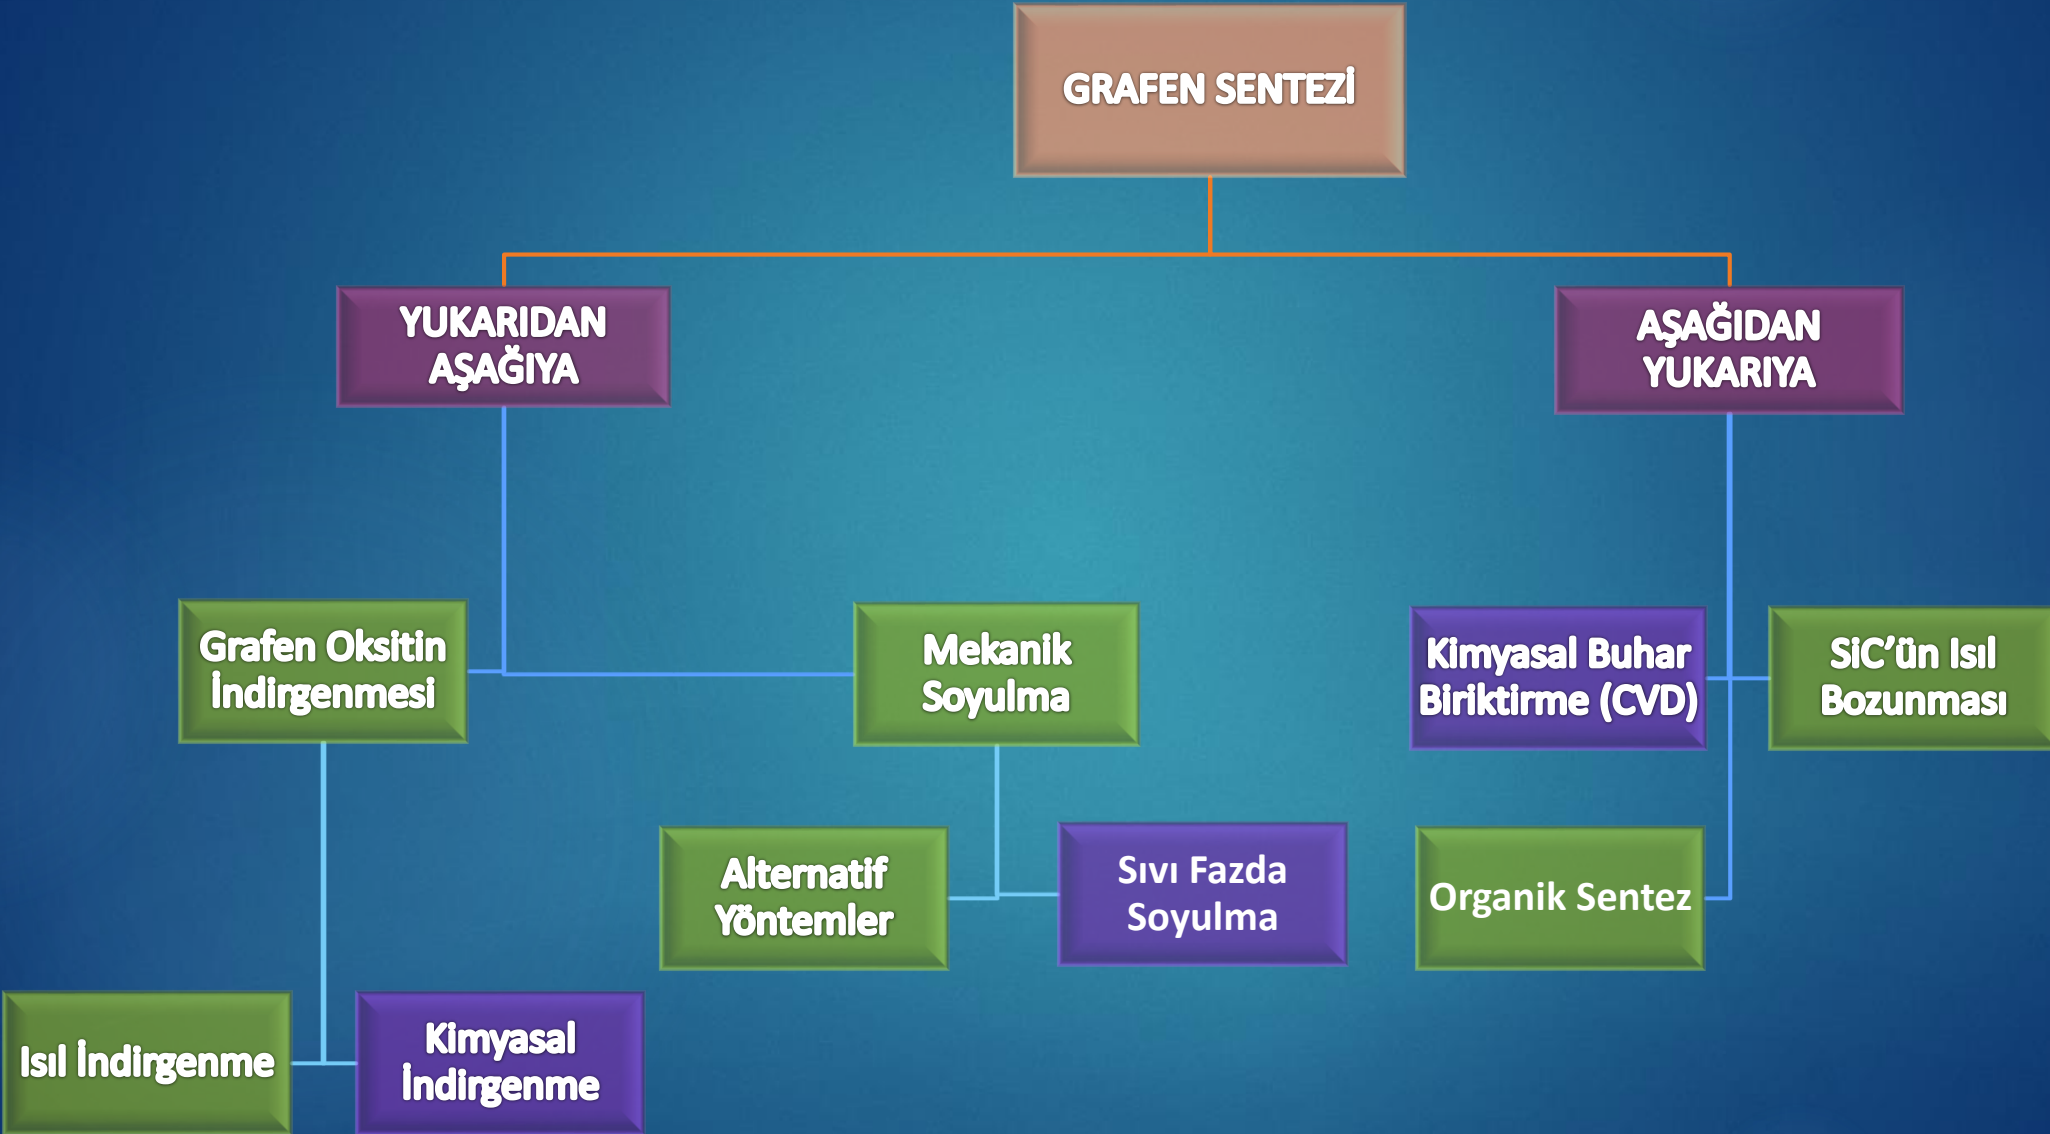 GRAFEN SENTEZİ
YUKARIDAN
AŞAĞIYA
AŞAĞIDAN
YUKARIYA
Grafen Oksitin
İndirgenmesi
Mekanik
Soyulma
Kimyasal Buhar
Biriktirme (CVD)
SiC’ün Isıl
Bozunması
Alternatif
Yöntemler
Sıvı Fazda
Soyulma
Organik Sentez
Isıl İndirgenme
Kimyasal
İndirgenme